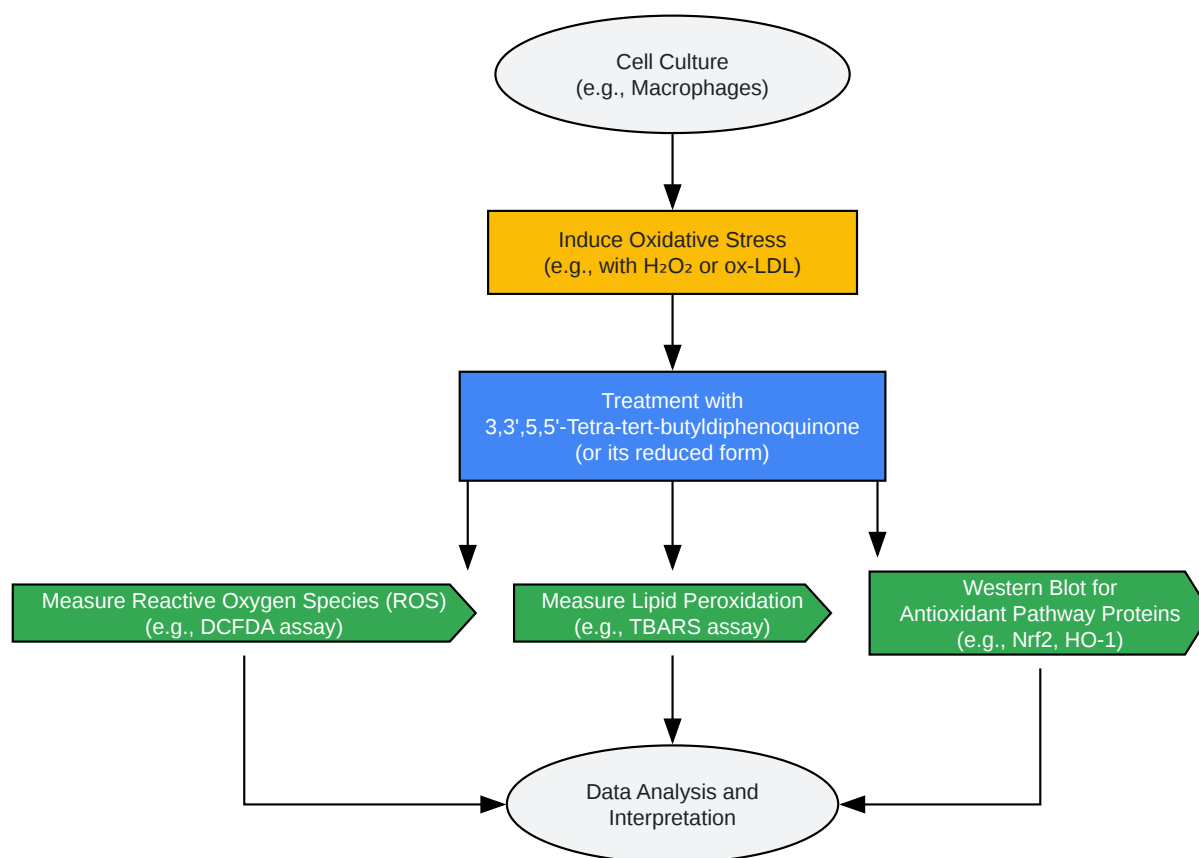 Cell Culture
(e.g., Macrophages)
Induce Oxidative Stress
(e.g., with H₂O₂ or ox-LDL)
Treatment with
3,3',5,5'-Tetra-tert-butyldiphenoquinone
(or its reduced form)
Measure Reactive Oxygen Species (ROS)
(e.g., DCFDA assay)
Measure Lipid Peroxidation
(e.g., TBARS assay)
Western Blot for
Antioxidant Pathway Proteins
(e.g., Nrf2, HO-1)
Data Analysis and
Interpretation